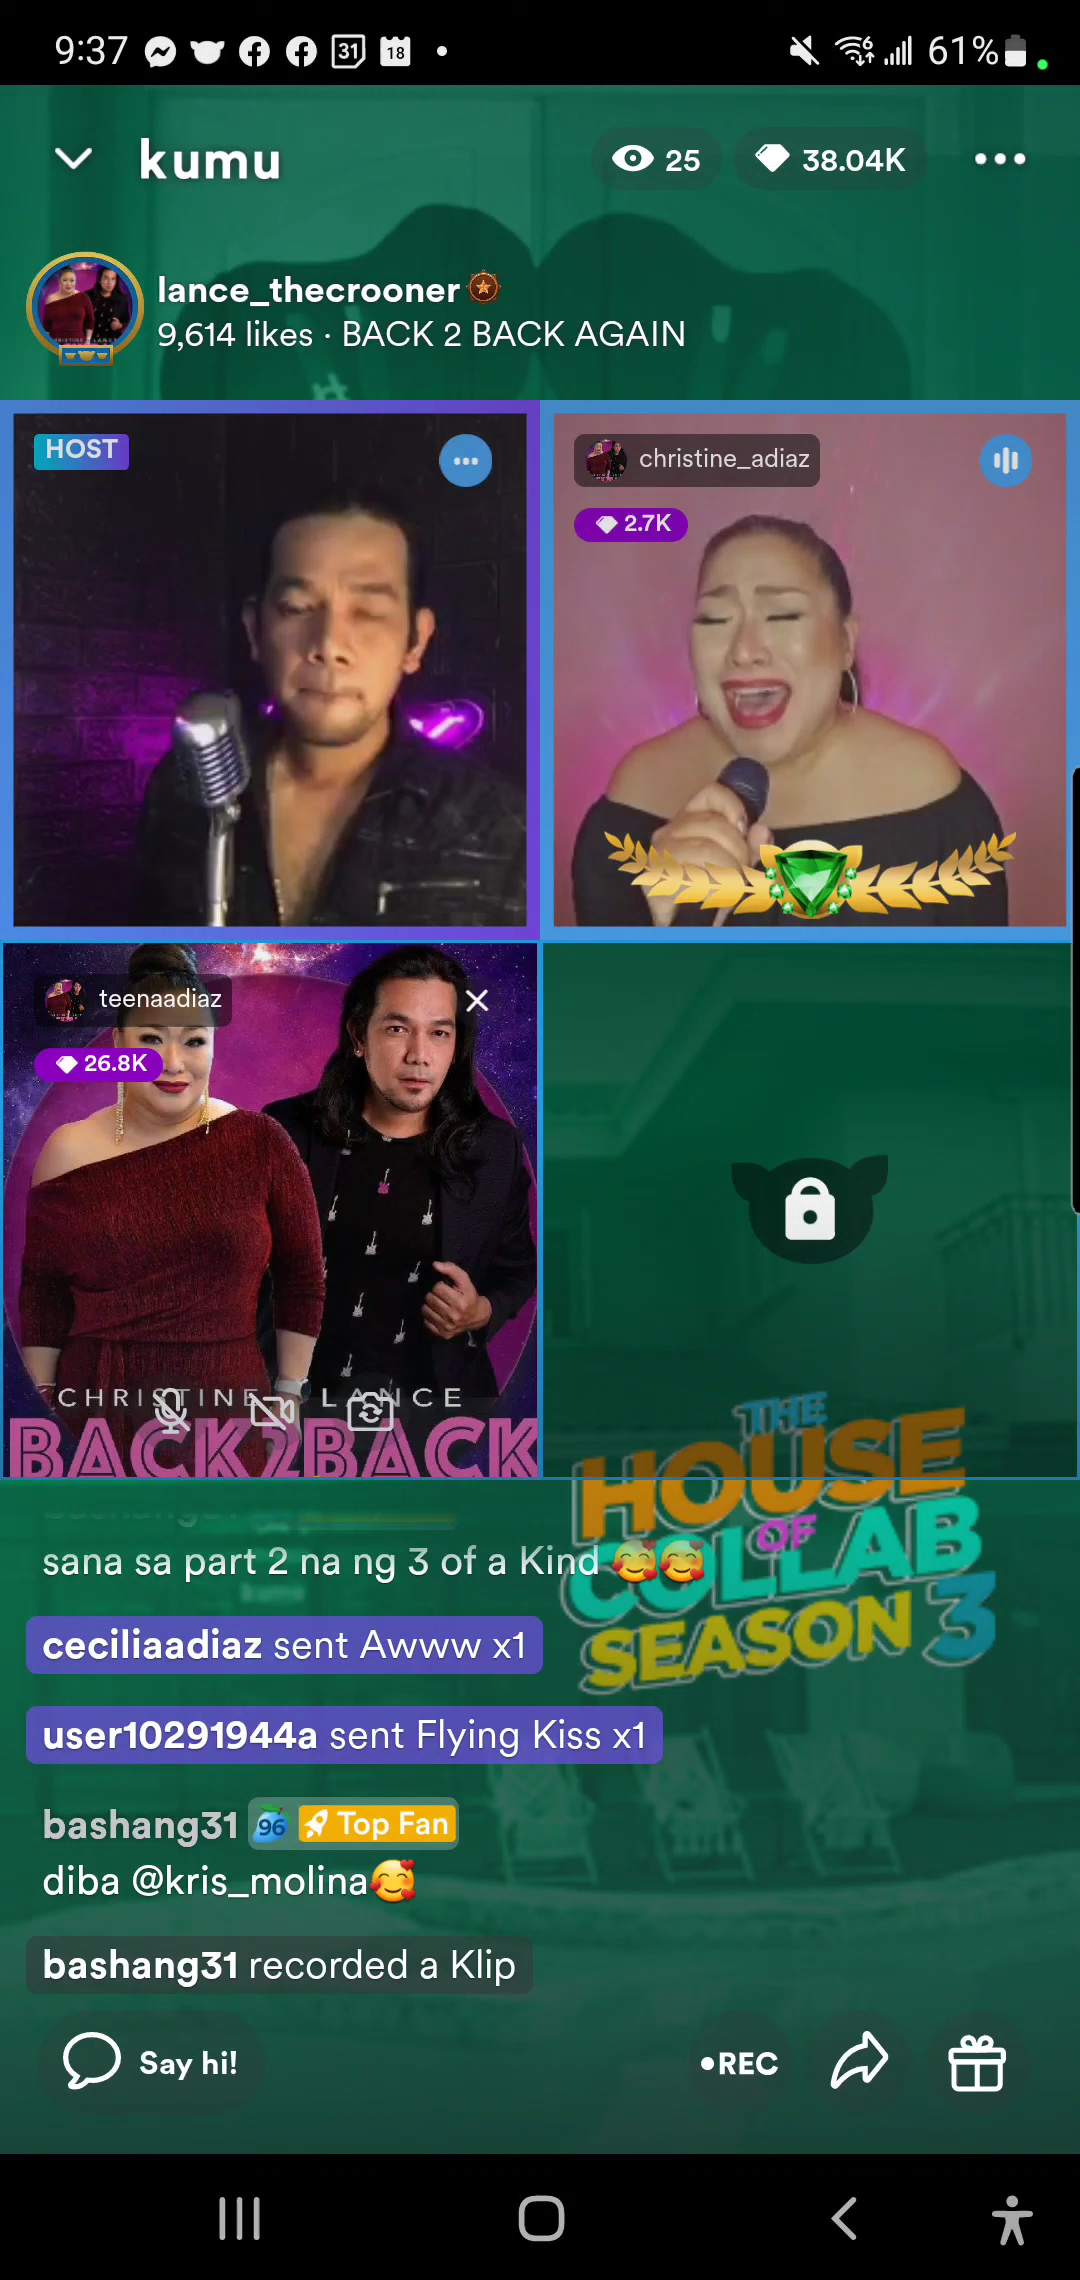 9:37
31
18
6
61%
kumu
25
38.04K
lance_thecrooner
9,614 likes · BACK 2 BACK AGAIN
HOST
christine_adiaz
2.7K
teenaadiaz
26.8K
CHRISTINE LANCE
BACK2BACK
THE
HOUSE
OF
COLLAB
SEASON 3
sana sa part 2 na ng 3 of a Kind 🥰🥰
ceciliaadiaz sent Awww x1
user10291944a sent Flying Kiss x1
bashang31 96 Top Fan
diba @kris_molina🥰
bashang31 recorded a Klip
Say hi!
•REC